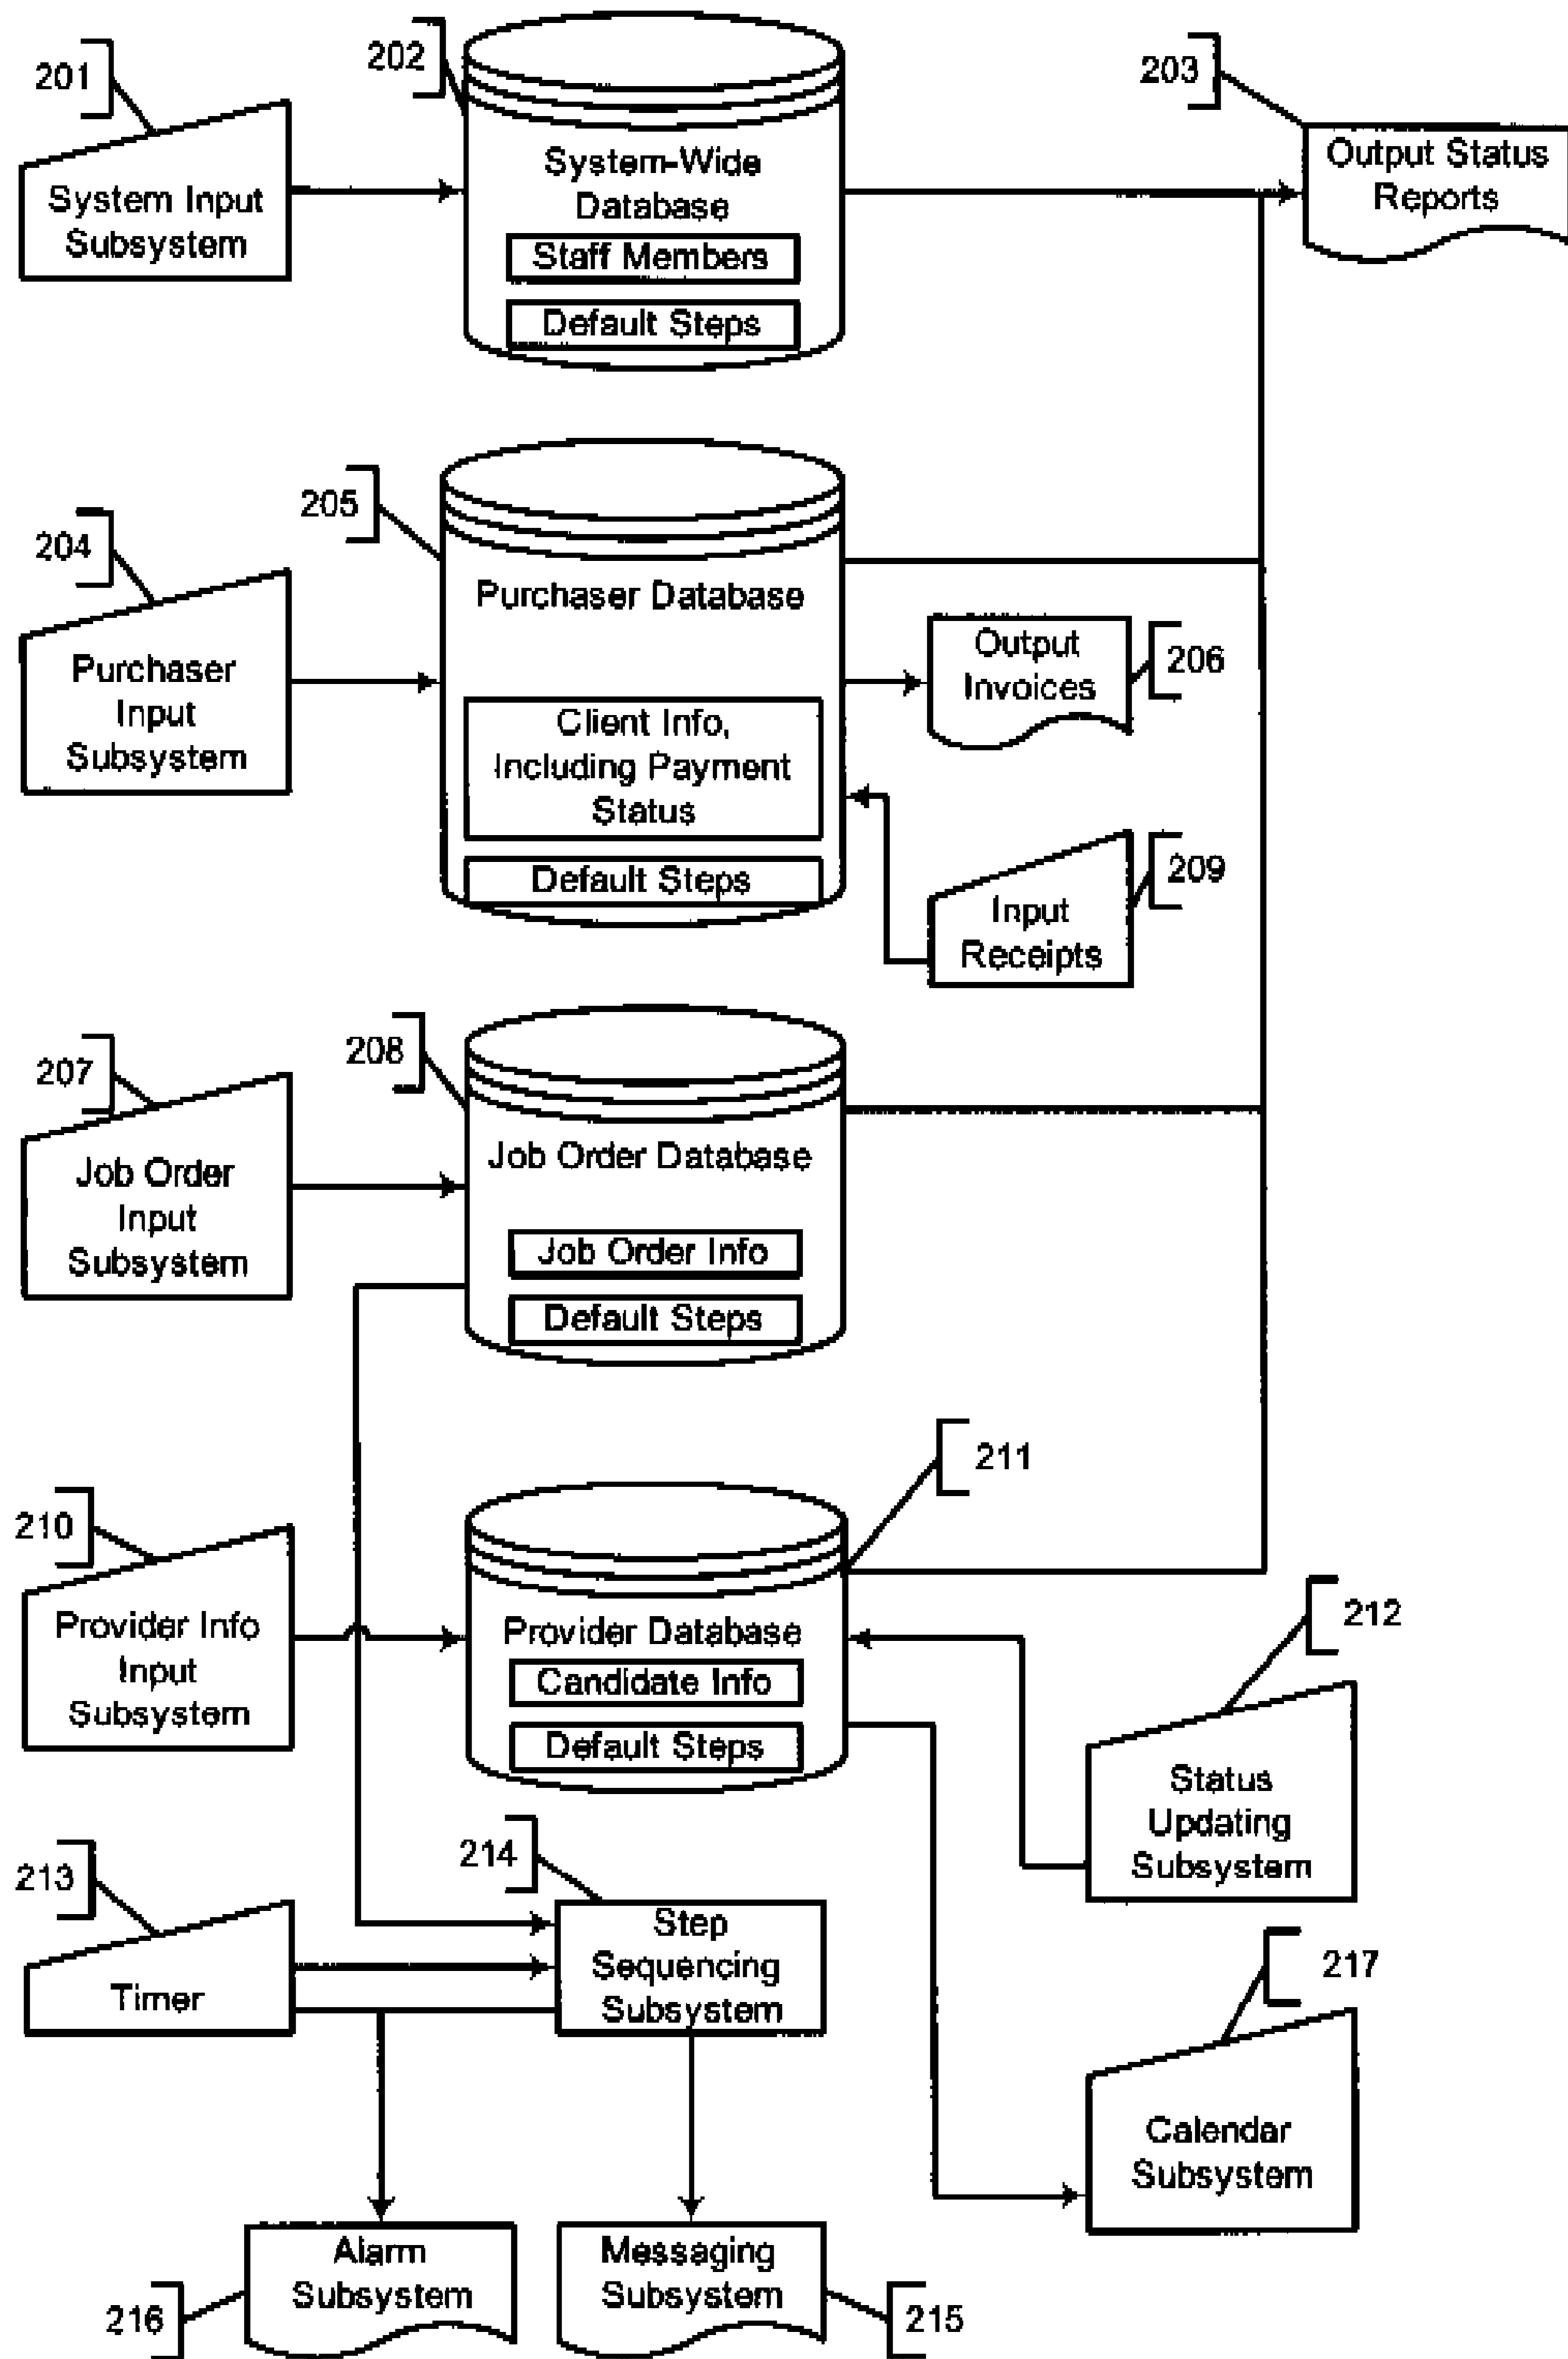 201
202
203
System Input
Subsystem
System-Wide
Database
Staff Members
Default Steps
Output Status
Reports
204
205
Purchaser
Input
Subsystem
Purchaser Database
Client Info,
Including Payment
Status
Default Steps
Output
Invoices
206
Input
Receipts
209
207
208
Job Order
Input
Subsystem
Job Order Database
Job Order Info
Default Steps
210
211
Provider Info
Input
Subsystem
Provider Database
Candidate Info
Default Steps
212
Status
Updating
Subsystem
213
214
Timer
Step
Sequencing
Subsystem
217
Calendar
Subsystem
Alarm
Subsystem
216
Messaging
Subsystem
215